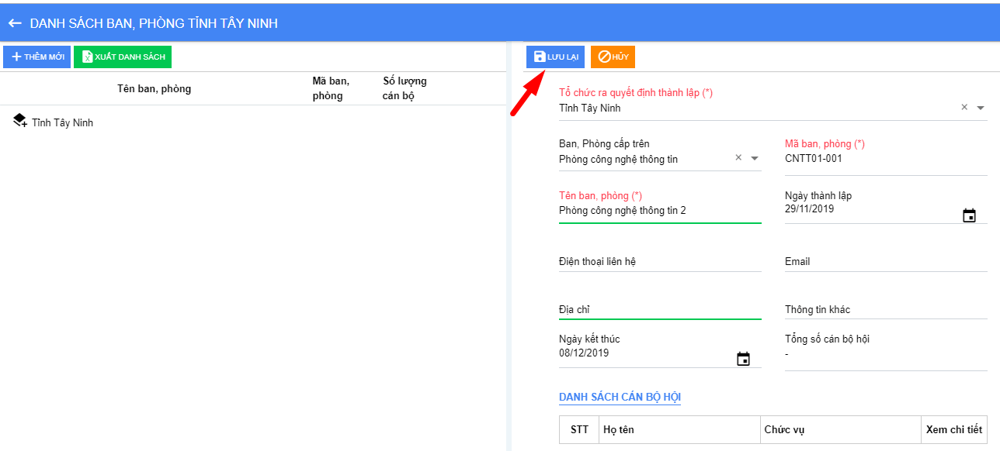 DANH SÁCH BAN, PHÒNG TỈNH TÂY NINH
THÊM MỚI
XUẤT DANH SÁCH
Tên ban, phòng
Mã ban,
phòng
Số lượng
cán bộ
Tỉnh Tây Ninh
LƯU LẠI
HỦY
Tổ chức ra quyết định thành lập (*)
Tỉnh Tây Ninh
Ban, Phòng cấp trên
Phòng công nghệ thông tin
Mã ban, phòng (*)
CNTT01-001
Tên ban, phòng (*)
Phòng công nghệ thông tin 2
Ngày thành lập
29/11/2019
Điện thoại liên hệ
Email
Địa chỉ
Thông tin khác
Ngày kết thúc
08/12/2019
Tổng số cán bộ hội
-
DANH SÁCH CÁN BỘ HỘI
STT
Họ tên
Chức vụ
Xem chi tiết